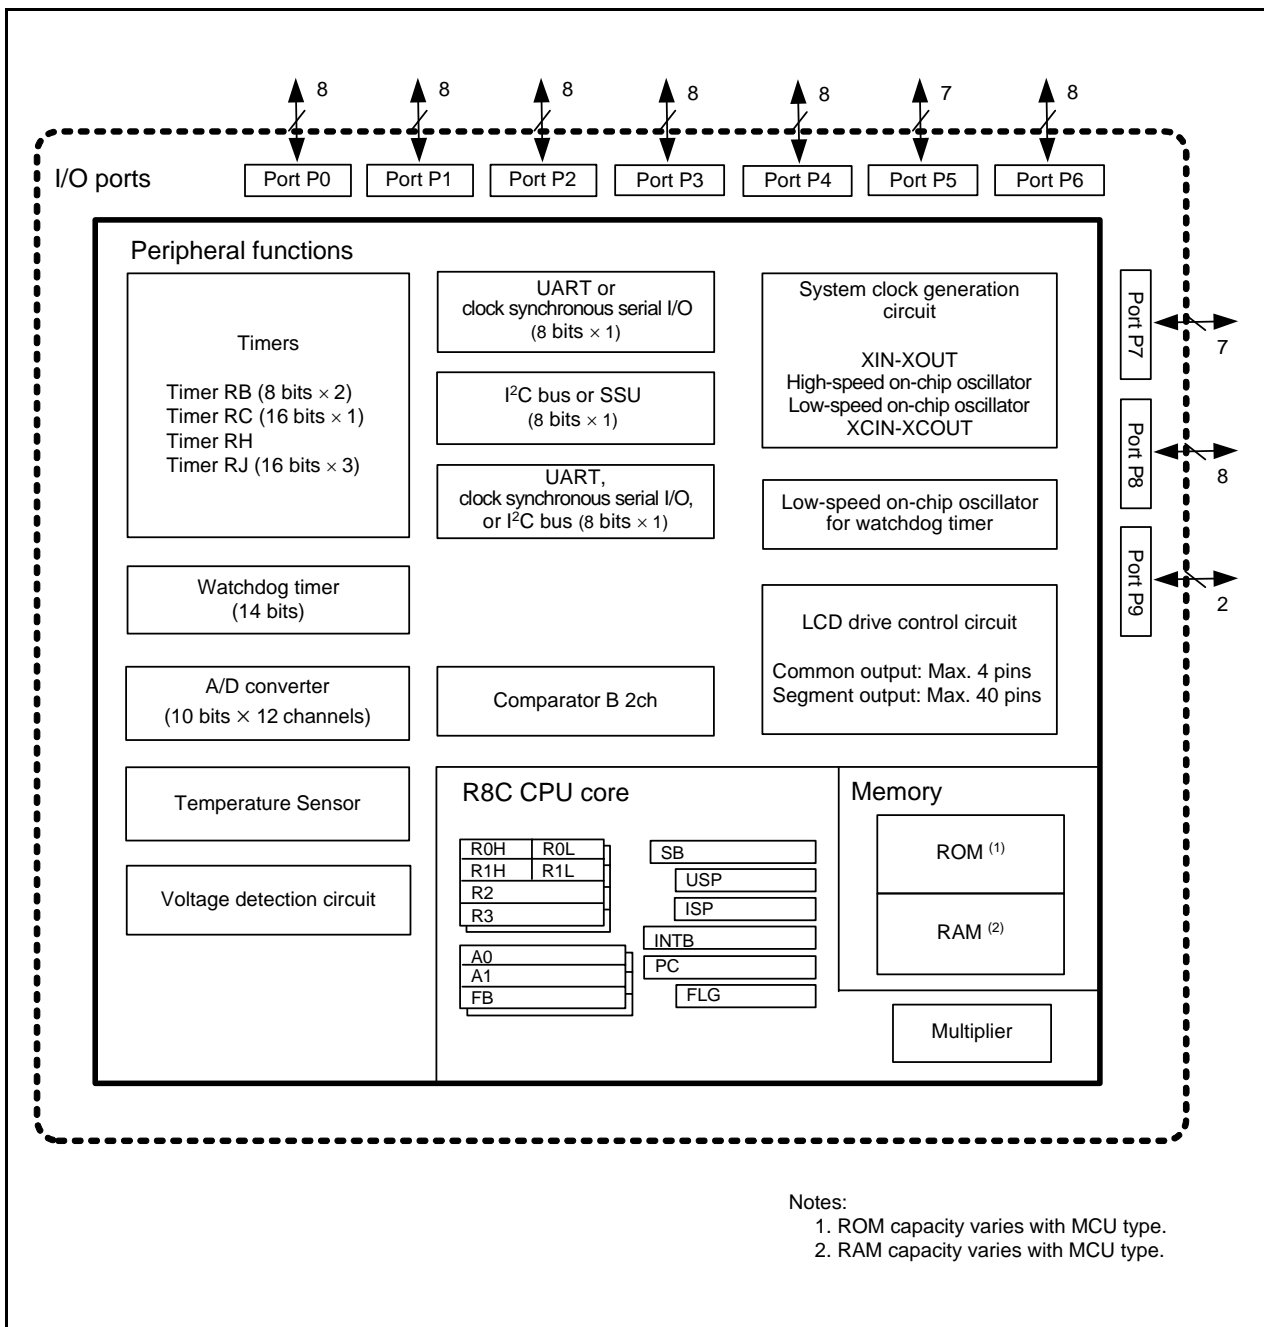 8 8 8 8 8 7 8
I/O ports
Port P0 Port P1 Port P2 Port P3 Port P4 Port P5 Port P6
Port P7
7
Port P8
8
Port P9
2
Peripheral functions
Timers
Timer RB (8 bits × 2)
Timer RC (16 bits × 1)
Timer RH
Timer RJ (16 bits × 3)
UART or
clock synchronous serial I/O
(8 bits × 1)
I²C bus or SSU
(8 bits × 1)
UART,
clock synchronous serial I/O,
or I²C bus (8 bits × 1)
System clock generation
circuit
XIN-XOUT
High-speed on-chip oscillator
Low-speed on-chip oscillator
XCIN-XCOUT
Low-speed on-chip oscillator
for watchdog timer
Watchdog timer
(14 bits)
LCD drive control circuit
Common output: Max. 4 pins
Segment output: Max. 40 pins
A/D converter
(10 bits × 12 channels)
Comparator B 2ch
Temperature Sensor
Voltage detection circuit
R8C CPU core
R0H R0L
R1H R1L
R2
R3
A0
A1
FB
SB
USP
ISP
INTB
PC
FLG
Memory
ROM (1)
RAM (2)
Multiplier
Notes:
1. ROM capacity varies with MCU type.
2. RAM capacity varies with MCU type.